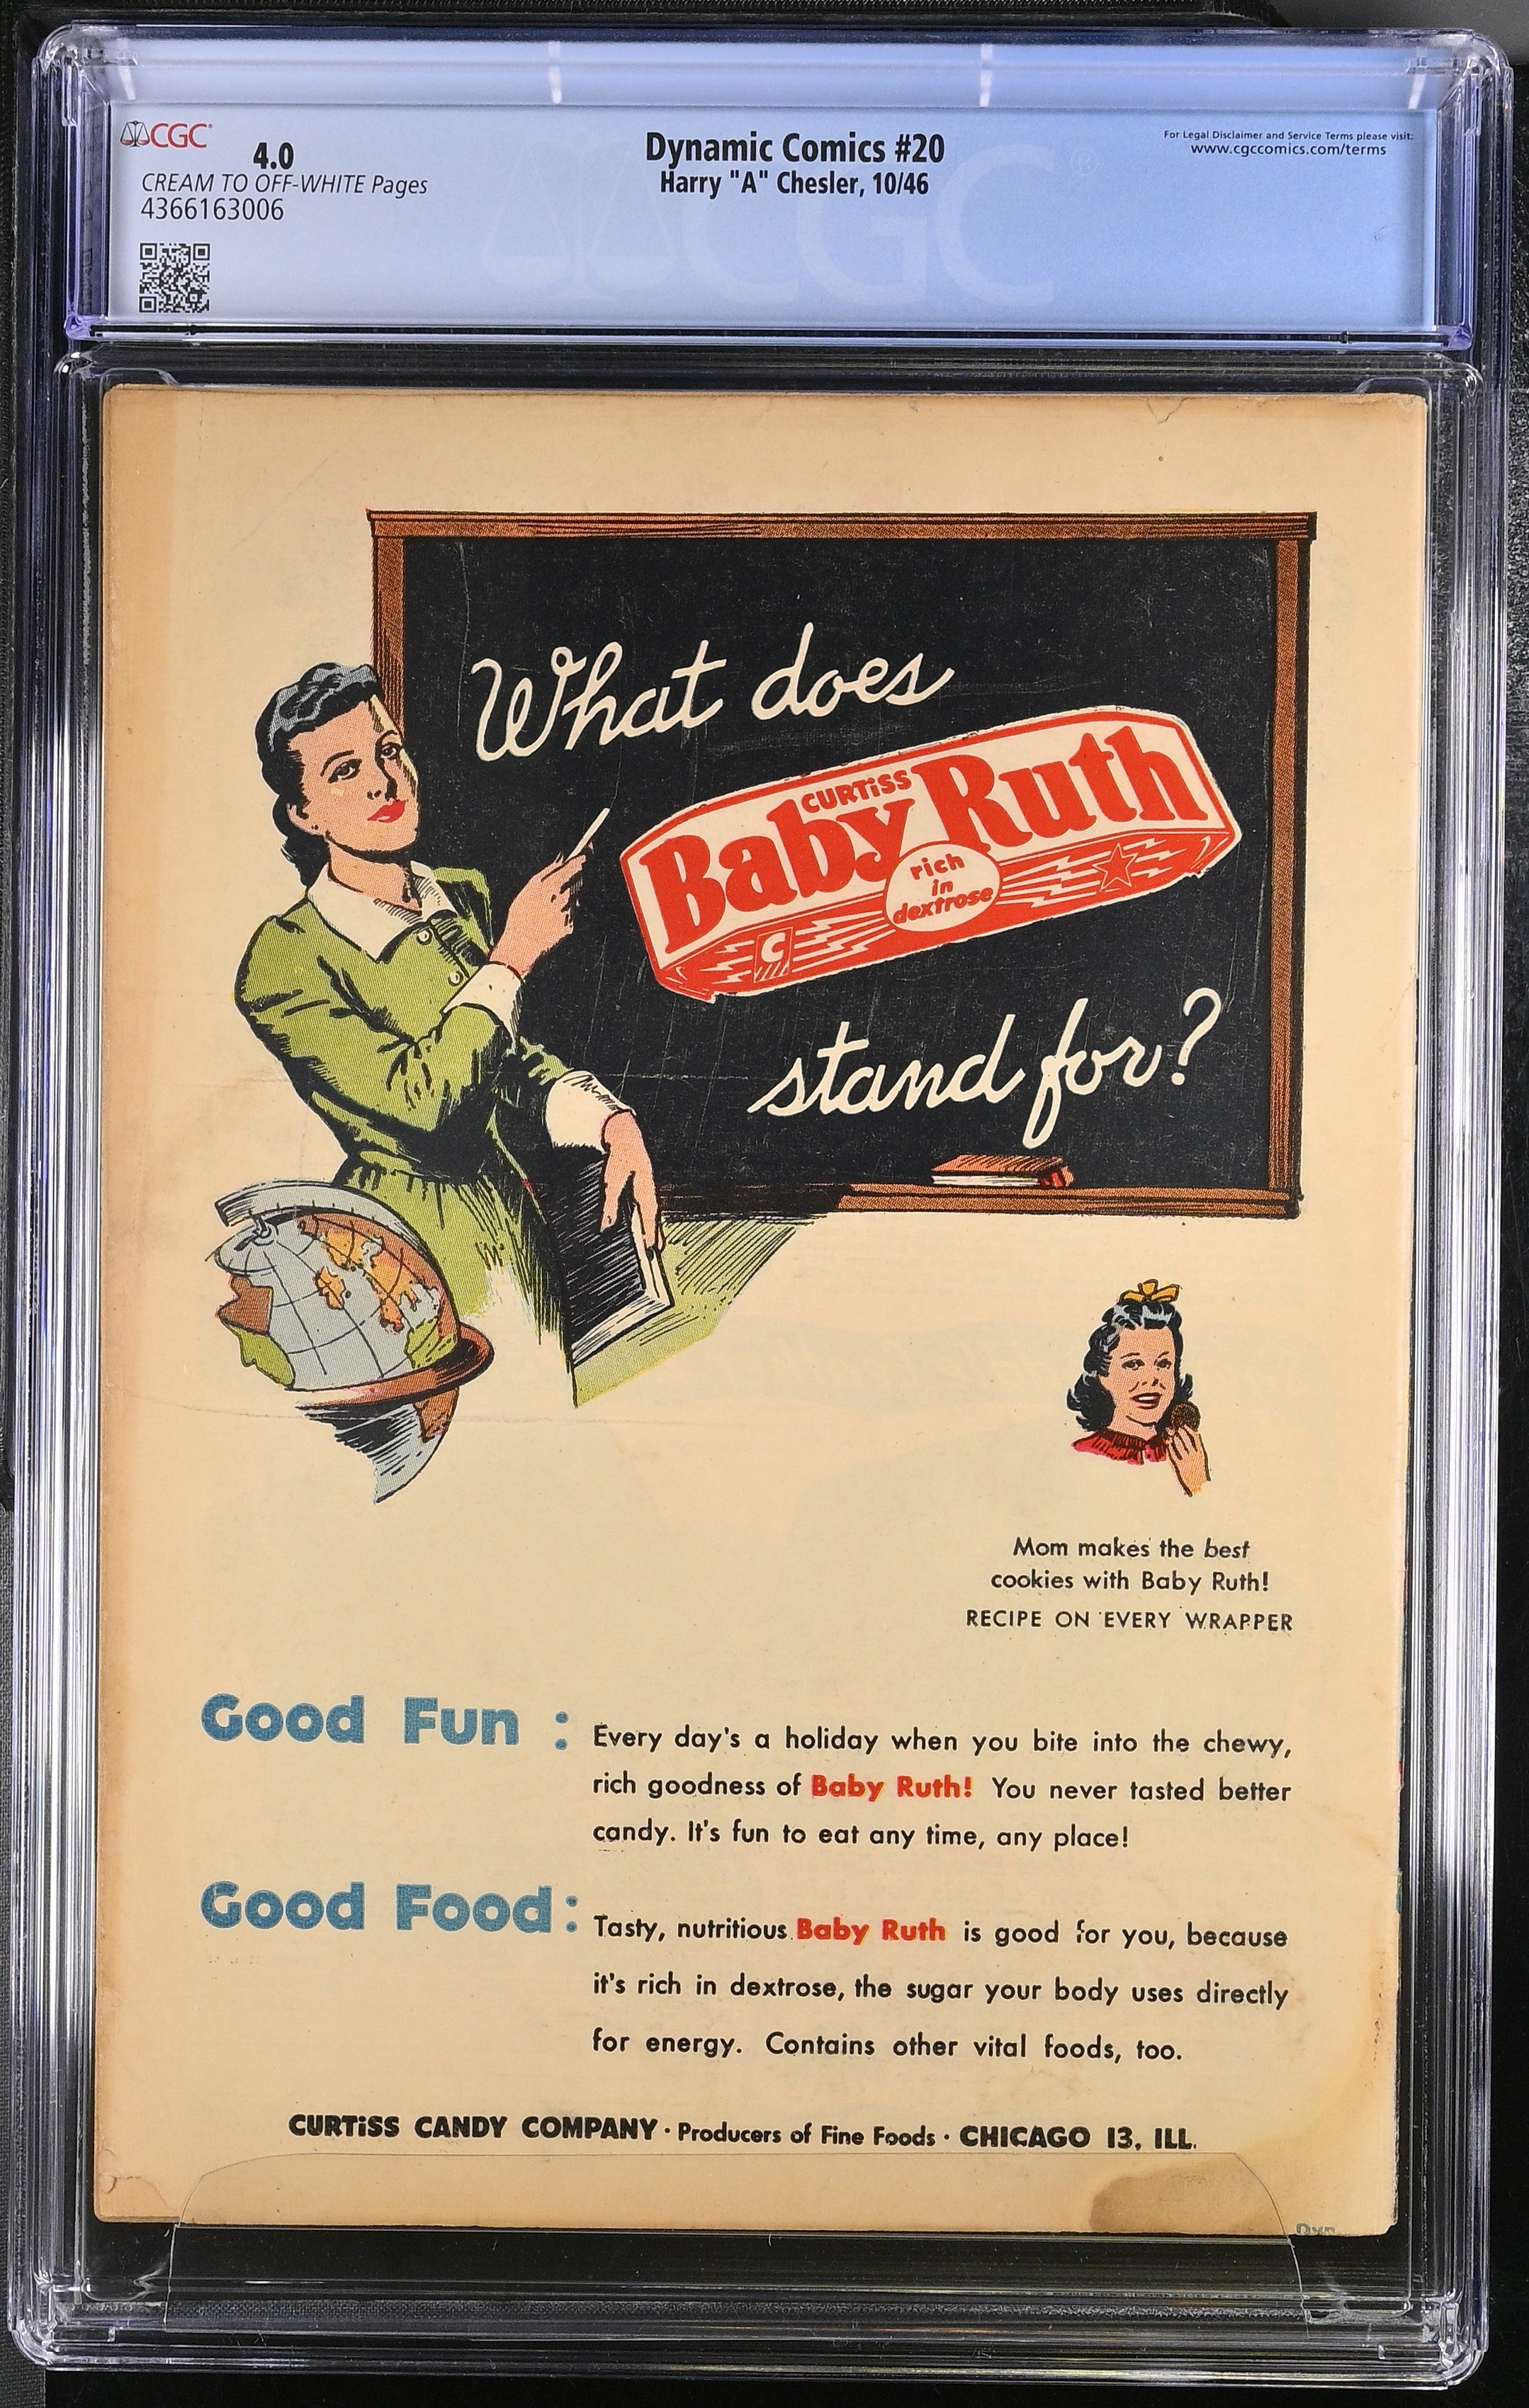 CGC
4.0
CREAM TO OFF-WHITE Pages
4366163006
Dynamic Comics #20
Harry "A" Chesler, 10/46
For Legal Disclaimer and Service Terms please visit:
www.cgccomics.com/terms
CGC
What does
CURTiSS
Baby Ruth
rich
in
dextrose
C
stand for?
Mom makes the best
cookies with Baby Ruth!
RECIPE ON EVERY WRAPPER
Good Fun : Every day's a holiday when you bite into the chewy,
rich goodness of Baby Ruth! You never tasted better
candy. It's fun to eat any time, any place!
Good Food: Tasty, nutritious Baby Ruth is good for you, because
it's rich in dextrose, the sugar your body uses directly
for energy. Contains other vital foods, too.
CURTiSS CANDY COMPANY · Producers of Fine Foods · CHICAGO 13, ILL.